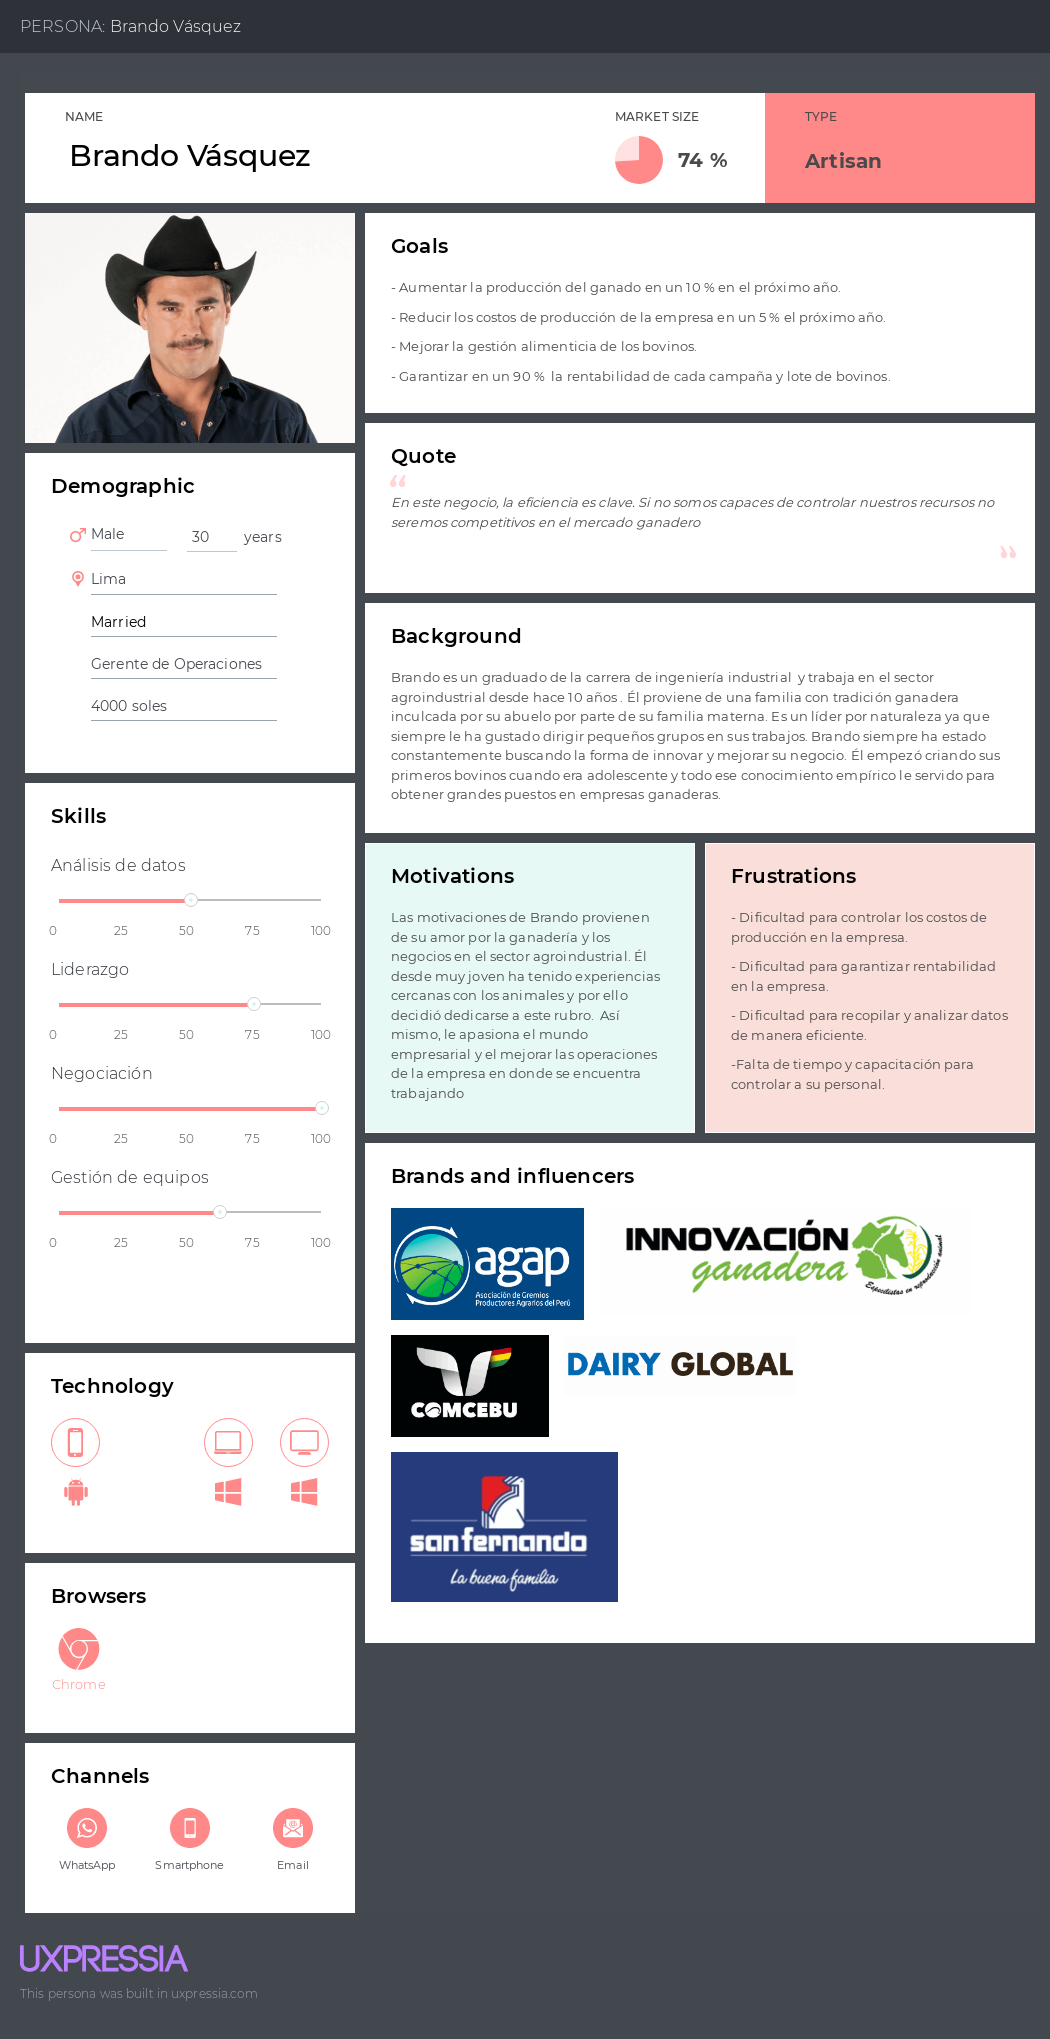 PERSONA: Brando Vásquez
NAME
Brando Vásquez
MARKET SIZE
74 %
TYPE
Artisan
Goals
- Aumentar la producción del ganado en un 10 % en el próximo año.
- Reducir los costos de producción de la empresa en un 5 % el próximo año.
- Mejorar la gestión alimenticia de los bovinos.
- Garantizar en un 90 % la rentabilidad de cada campaña y lote de bovinos.
Quote
“
En este negocio, la eficiencia es clave. Si no somos capaces de controlar nuestros recursos no
seremos competitivos en el mercado ganadero
”
Demographic
Male
30 years
Lima
Married
Gerente de Operaciones
4000 soles
Background
Brando es un graduado de la carrera de ingeniería industrial y trabaja en el sector
agroindustrial desde hace 10 años . Él proviene de una familia con tradición ganadera
inculcada por su abuelo por parte de su familia materna. Es un líder por naturaleza ya que
siempre le ha gustado dirigir pequeños grupos en sus trabajos. Brando siempre ha estado
constantemente buscando la forma de innovar y mejorar su negocio. Él empezó criando sus
primeros bovinos cuando era adolescente y todo ese conocimiento empírico le servido para
obtener grandes puestos en empresas ganaderas.
Skills
Análisis de datos
0 25 50 75 100
Liderazgo
0 25 50 75 100
Negociación
0 25 50 75 100
Gestión de equipos
0 25 50 75 100
Motivations
Las motivaciones de Brando provienen
de su amor por la ganadería y los
negocios en el sector agroindustrial. Él
desde muy joven ha tenido experiencias
cercanas con los animales y por ello
decidió dedicarse a este rubro. Así
mismo, le apasiona el mundo
empresarial y el mejorar las operaciones
de la empresa en donde se encuentra
trabajando
Frustrations
- Dificultad para controlar los costos de
producción en la empresa.
- Dificultad para garantizar rentabilidad
en la empresa.
- Dificultad para recopilar y analizar datos
de manera eficiente.
-Falta de tiempo y capacitación para
controlar a su personal.
Brands and influencers
agap
Asociación de Gremios
Productores Agrarios del Perú
INNOVACIÓN
ganadera
Especilistas en reproducción animal
COMCEBU
DAIRY GLOBAL
san fernando
La buena familia
Technology
Browsers
Chrome
Channels
WhatsApp
Smartphone
Email
UXPRESSIA
This persona was built in uxpressia.com